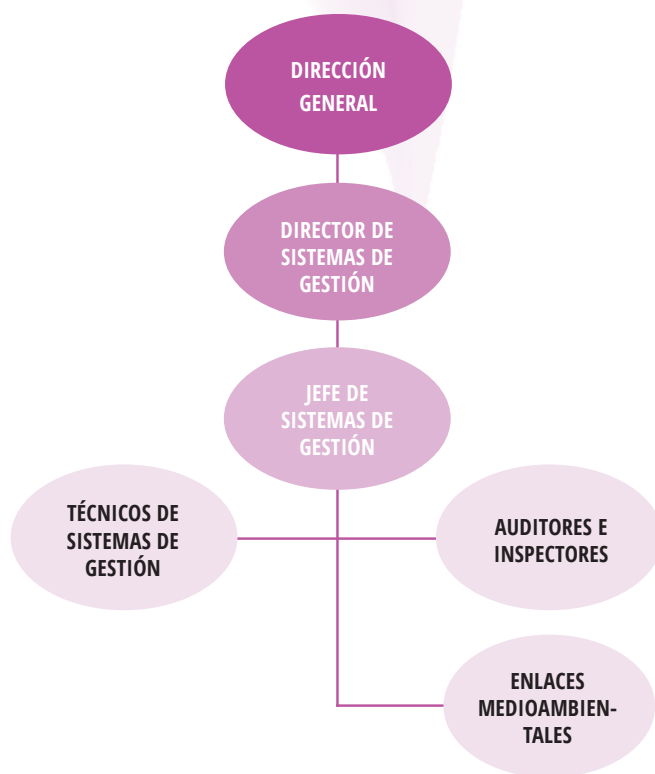 DIRECCIÓN
GENERAL
DIRECTOR DE
SISTEMAS DE
GESTIÓN
JEFE DE
SISTEMAS DE
GESTIÓN
TÉCNICOS DE
SISTEMAS DE
GESTIÓN
AUDITORES E
INSPECTORES
ENLACES
MEDIOAMBIEN-
TALES